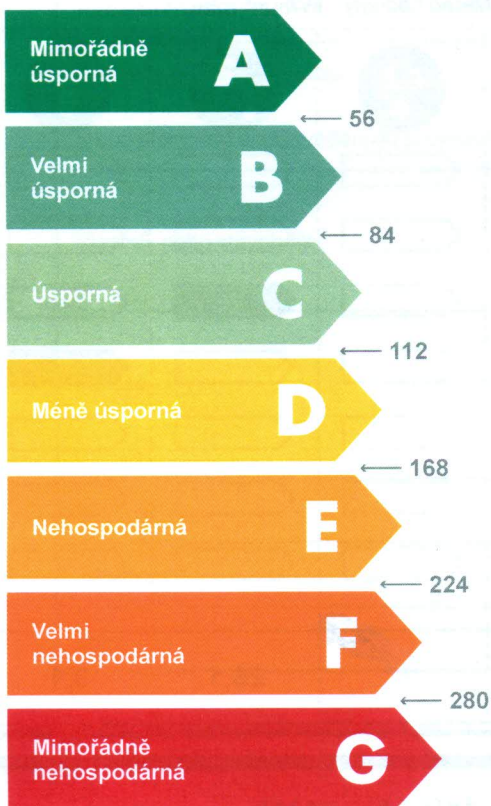 Mimořádně
úsporná
A
← 56
Velmi
úsporná
B
← 84
Úsporná
C
← 112
Méně úsporná
D
← 168
Nehospodárná
E
← 224
Velmi
nehospodárná
F
← 280
Mimořádně
nehospodárná
G